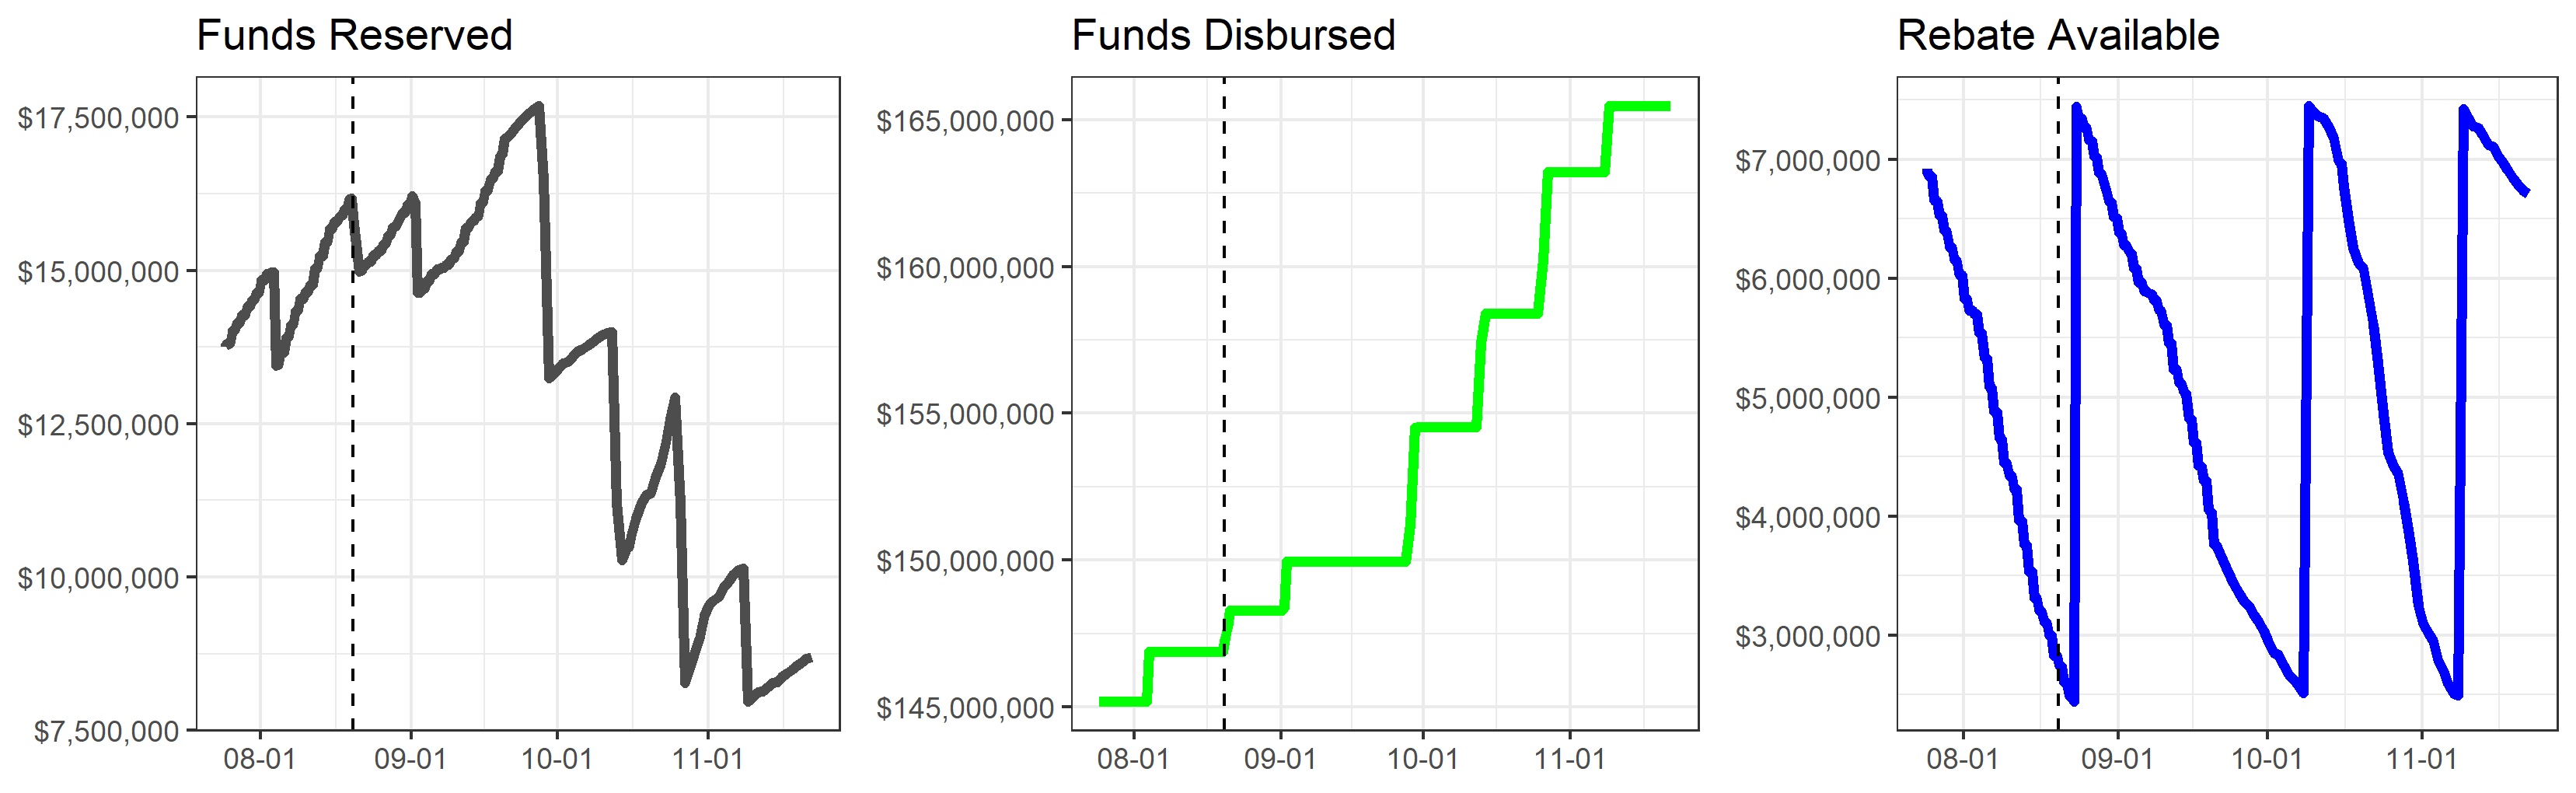 Funds Reserved
$17,500,000
$15,000,000
$12,500,000
$10,000,000
$7,500,000
08-01 09-01 10-01 11-01
Funds Disbursed
$165,000,000
$160,000,000
$155,000,000
$150,000,000
$145,000,000
08-01 09-01 10-01 11-01
Rebate Available
$7,000,000
$6,000,000
$5,000,000
$4,000,000
$3,000,000
08-01 09-01 10-01 11-01